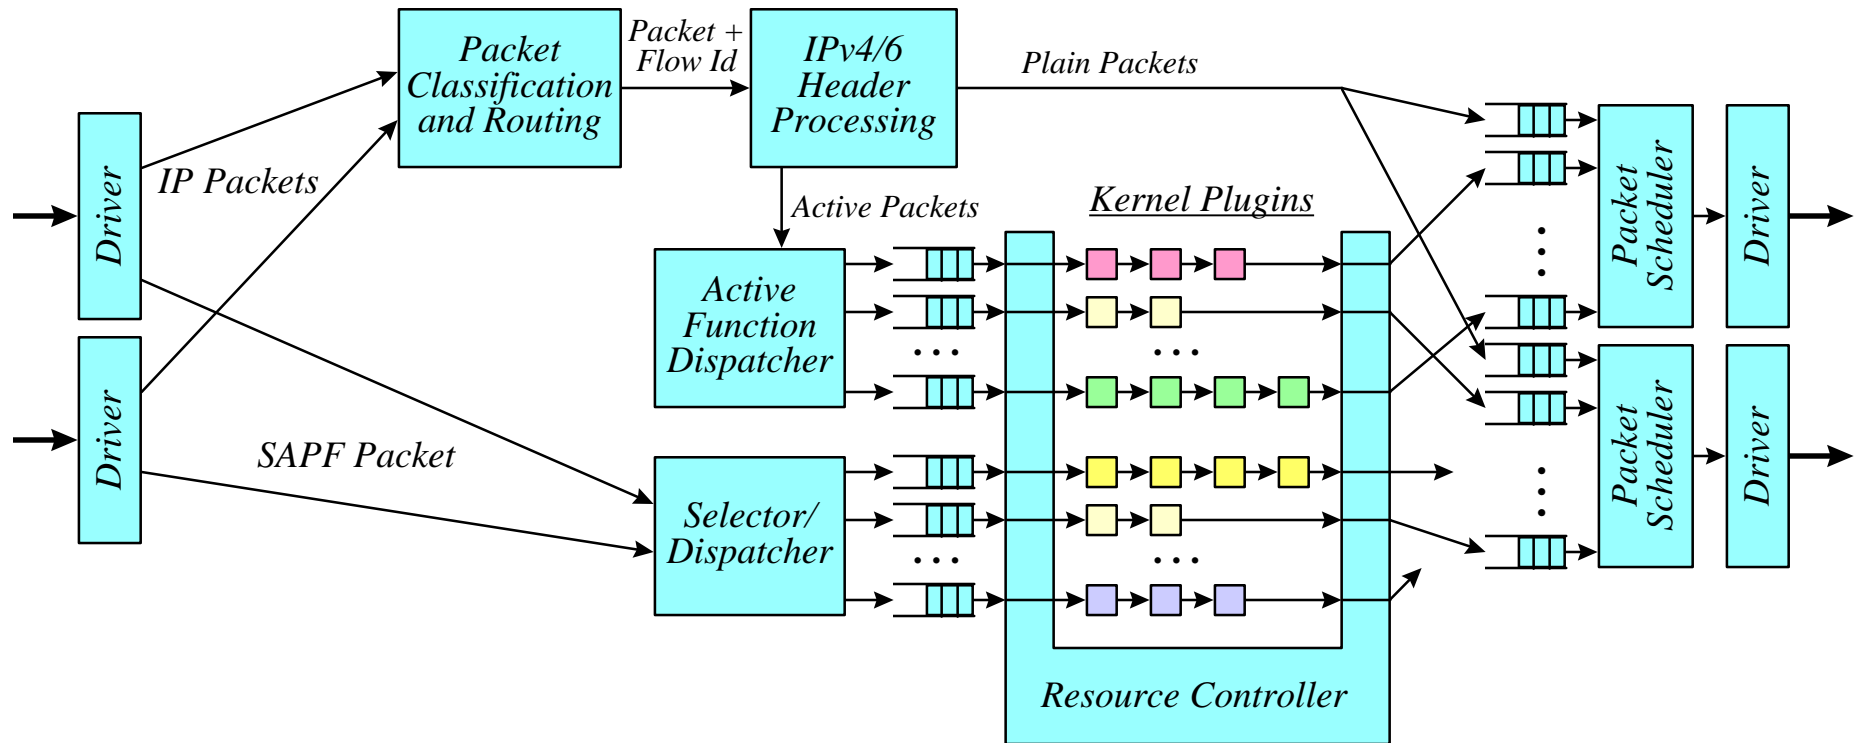 Packet
Classification
and Routing
Packet +
Flow Id
IPv4/6
Header
Processing
Plain Packets
Driver
IP Packets
Active Packets
Kernel Plugins
Packet
Scheduler
Driver
Active
Function
Dispatcher
...
...
...
Driver
SAPF Packet
Selector/
Dispatcher
...
...
...
Packet
Scheduler
Driver
Resource Controller